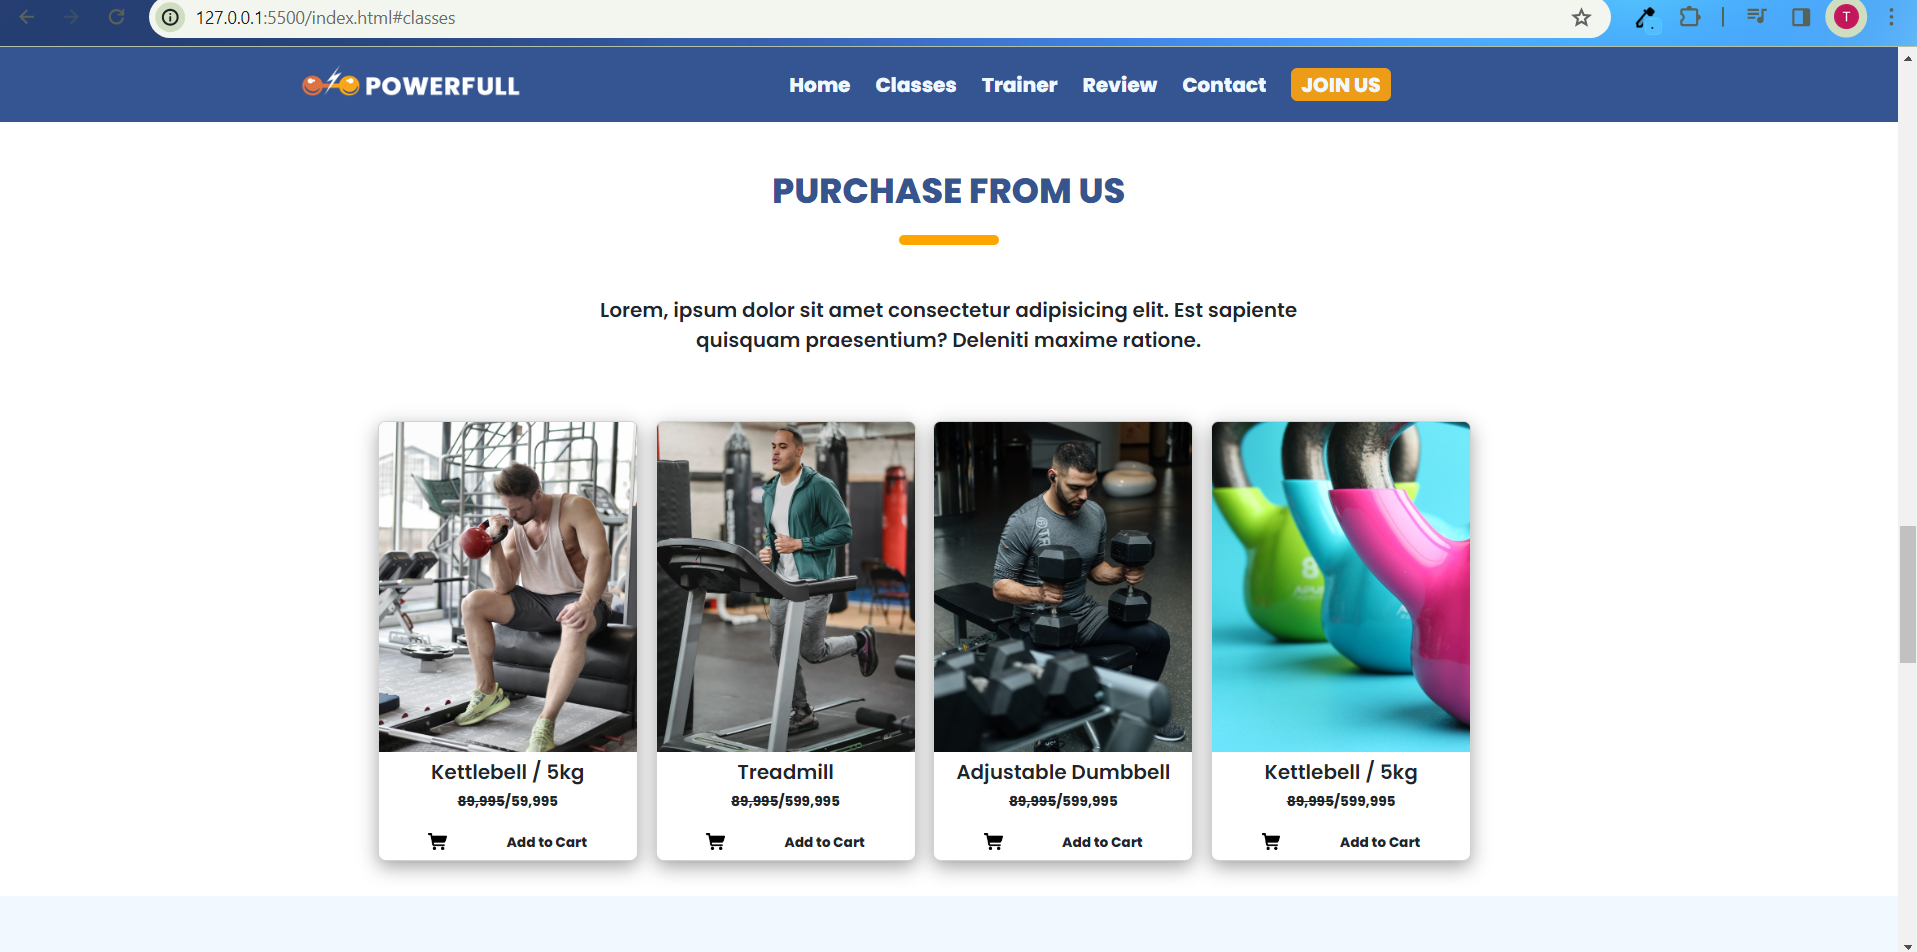 127.0.0.1:5500/index.html#classes
T
POWERFULL
Home Classes Trainer Review Contact JOIN US
PURCHASE FROM US
Lorem, ipsum dolor sit amet consectetur adipisicing elit. Est sapiente
quisquam praesentium? Deleniti maxime ratione.
8
Kettlebell / 5kg Treadmill Adjustable Dumbbell Kettlebell / 5kg
89,995/59,995 89,995/599,995 89,995/599,995 89,995/599,995
Add to Cart Add to Cart Add to Cart Add to Cart